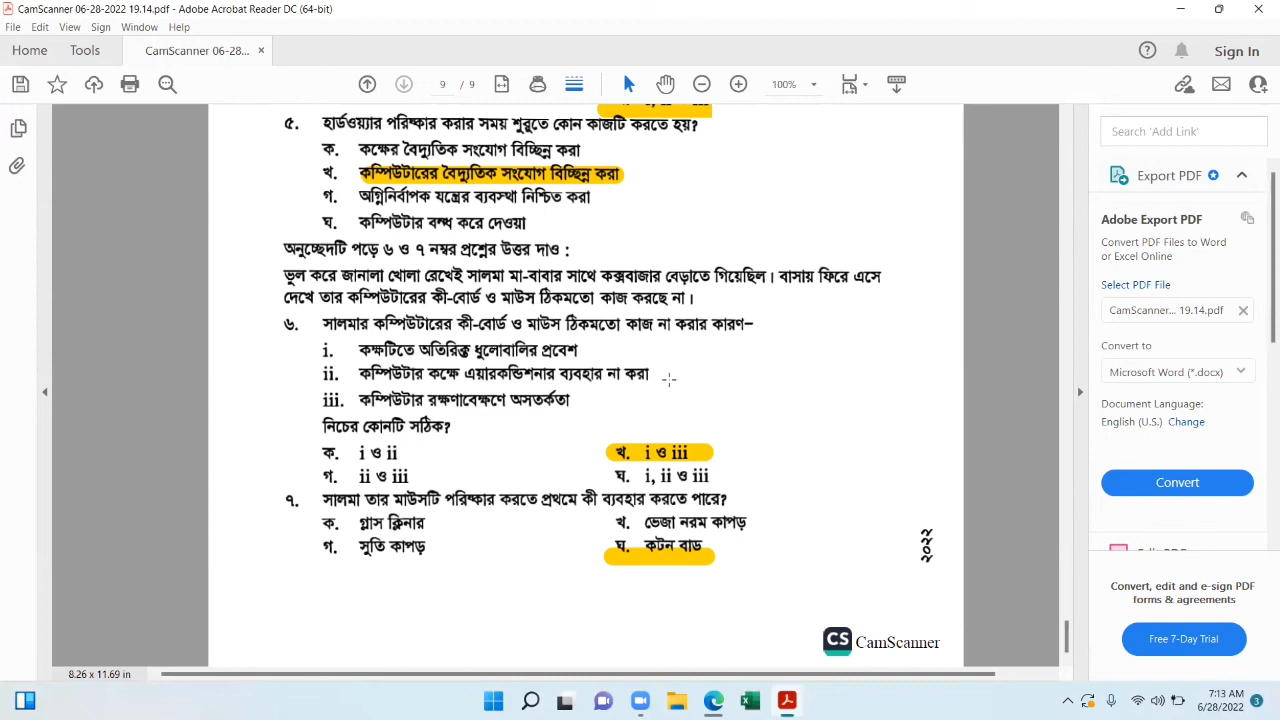 CamScanner 06-28-2022 19.14.pdf - Adobe Acrobat Reader DC (64-bit)
File Edit View Sign Window Help
Home Tools CamScanner 06-28... × Sign In
9 / 9 100%
৫. হার্ডওয়্যার পরিষ্কার করার সময় শুরুতে কোন কাজটি করতে হয়?
ক. কক্ষের বৈদ্যুতিক সংযোগ বিচ্ছিন্ন করা
খ. কম্পিউটারের বৈদ্যুতিক সংযোগ বিচ্ছিন্ন করা
গ. অগ্নিনির্বাপক যন্ত্রের ব্যবস্থা নিশ্চিত করা
ঘ. কম্পিউটার বন্ধ করে দেওয়া
অনুচ্ছেদটি পড়ে ৬ ও ৭ নম্বর প্রশ্নের উত্তর দাও :
ভুল করে জানালা খোলা রেখেই সালমা মা-বাবার সাথে কক্সবাজার বেড়াতে গিয়েছিল। বাসায় ফিরে এসে
দেখে তার কম্পিউটারের কী-বোর্ড ও মাউস ঠিকমতো কাজ করছে না।
৬. সালমার কম্পিউটারের কী-বোর্ড ও মাউস ঠিকমতো কাজ না করার কারণ–
i. কক্ষটিতে অতিরিক্ত ধুলোবালির প্রবেশ
ii. কম্পিউটার কক্ষে এয়ারকন্ডিশনার ব্যবহার না করা
iii. কম্পিউটার রক্ষণাবেক্ষণে অসতর্কতা
নিচের কোনটি সঠিক?
ক. i ও ii খ. i ও iii
গ. ii ও iii ঘ. i, ii ও iii
৭. সালমা তার মাউসটি পরিষ্কার করতে প্রথমে কী ব্যবহার করতে পারে?
ক. গ্লাস ক্লিনার খ. ভেজা নরম কাপড়
গ. সুতি কাপড় ঘ. কটন বাড
২০২২
CS CamScanner
8.26 x 11.69 in
Search 'Add Link'
Export PDF
Adobe Export PDF
Convert PDF Files to Word
or Excel Online
Select PDF File
CamScanner ... 19.14.pdf
Convert to
Microsoft Word (*.docx)
Document Language:
English (U.S.) Change
Convert
Convert, edit and e-sign PDF
forms & agreements
Free 7-Day Trial
7:13 AM
6/28/2022 3